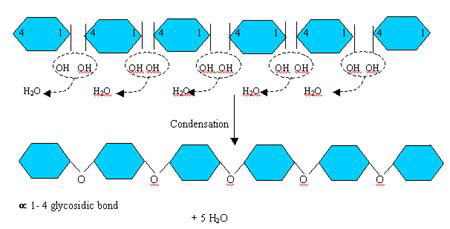 4 1 4 1 4 1 4 1 4 1 4
OH OH OH OH OH OH OH OH OH OH
H₂O H₂O H₂O H₂O H₂O
Condensation
O O O O O
∝ 1- 4 glycosidic bond
+ 5 H₂O